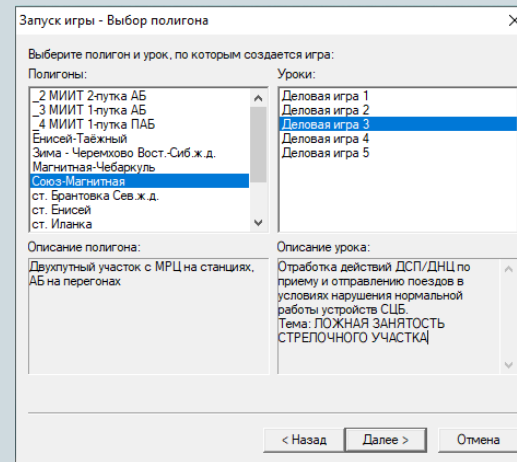 Запуск игры - Выбор полигона
Выберите полигон и урок, по которым создается игра:
Полигоны:
_2 МИИТ 2-путка АБ
_3 МИИТ 1-путка АБ
_4 МИИТ 1-путка ПАБ
Енисей-Таёжный
Зима - Черемхово Вост.-Сиб.ж.д.
Магнитная-Чебаркуль
Союз-Магнитная
ст. Брантовка Сев.ж.д.
ст. Енисей
ст. Иланка
Уроки:
Деловая игра 1
Деловая игра 2
Деловая игра 3
Деловая игра 4
Деловая игра 5
Описание полигона:
Двухпутный участок с МРЦ на станциях,
АБ на перегонах
Описание урока:
Отработка действий ДСП/ДНЦ по
приему и отправлению поездов в
условиях нарушения нормальной
работы устройств СЦБ.
Тема: ЛОЖНАЯ ЗАНЯТОСТЬ
СТРЕЛОЧНОГО УЧАСТКА
< Назад
Далее >
Отмена